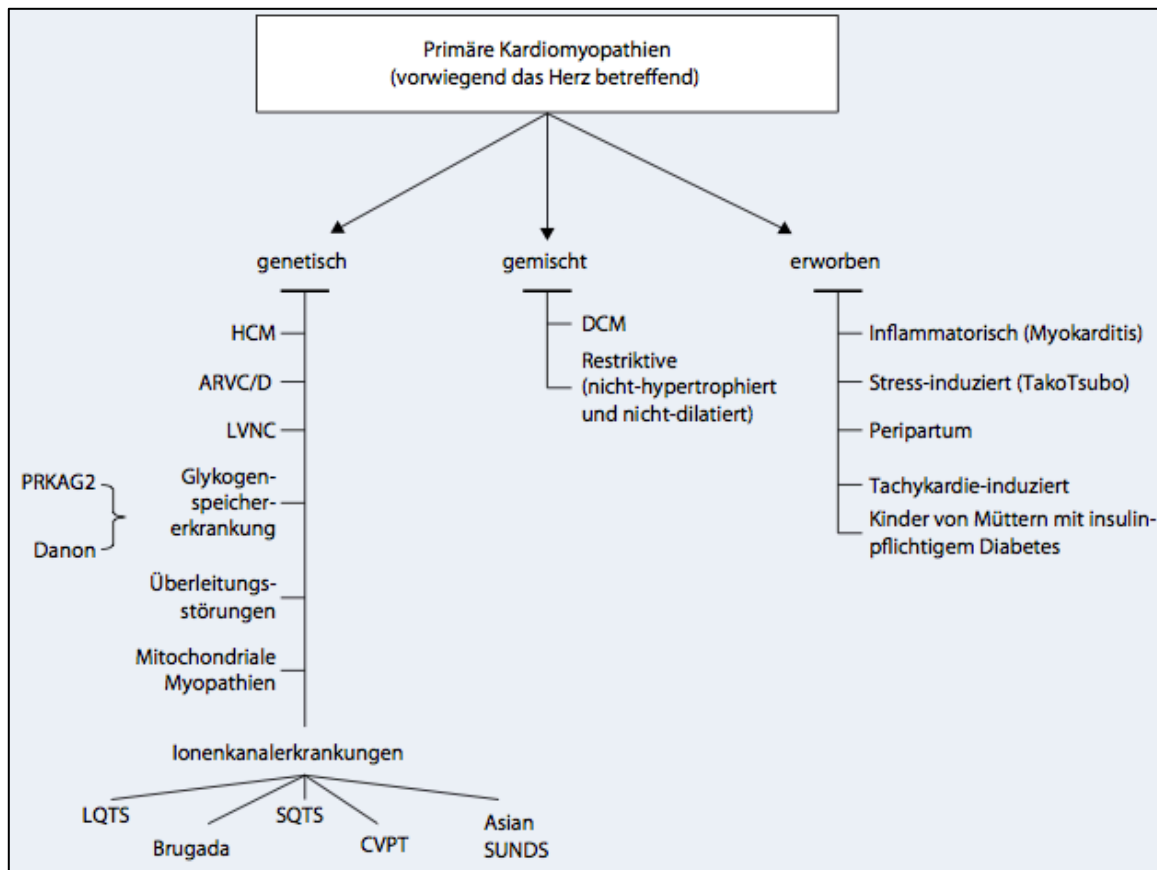 Primäre Kardiomyopathien
(vorwiegend das Herz betreffend)
genetisch
gemischt
erworben
HCM
ARVC/D
LVNC
PRKAG2
Danon
Glykogen-
speicher-
erkrankung
Überleitungs-
störungen
Mitochondriale
Myopathien
Ionenkanalerkrankungen
LQTS
Brugada
SQTS
CVPT
Asian
SUNDS
DCM
Restriktive
(nicht-hypertrophiert
und nicht-dilatiert)
Inflammatorisch (Myokarditis)
Stress-induziert (TakoTsubo)
Peripartum
Tachykardie-induziert
Kinder von Müttern mit insulin-
pflichtigem Diabetes